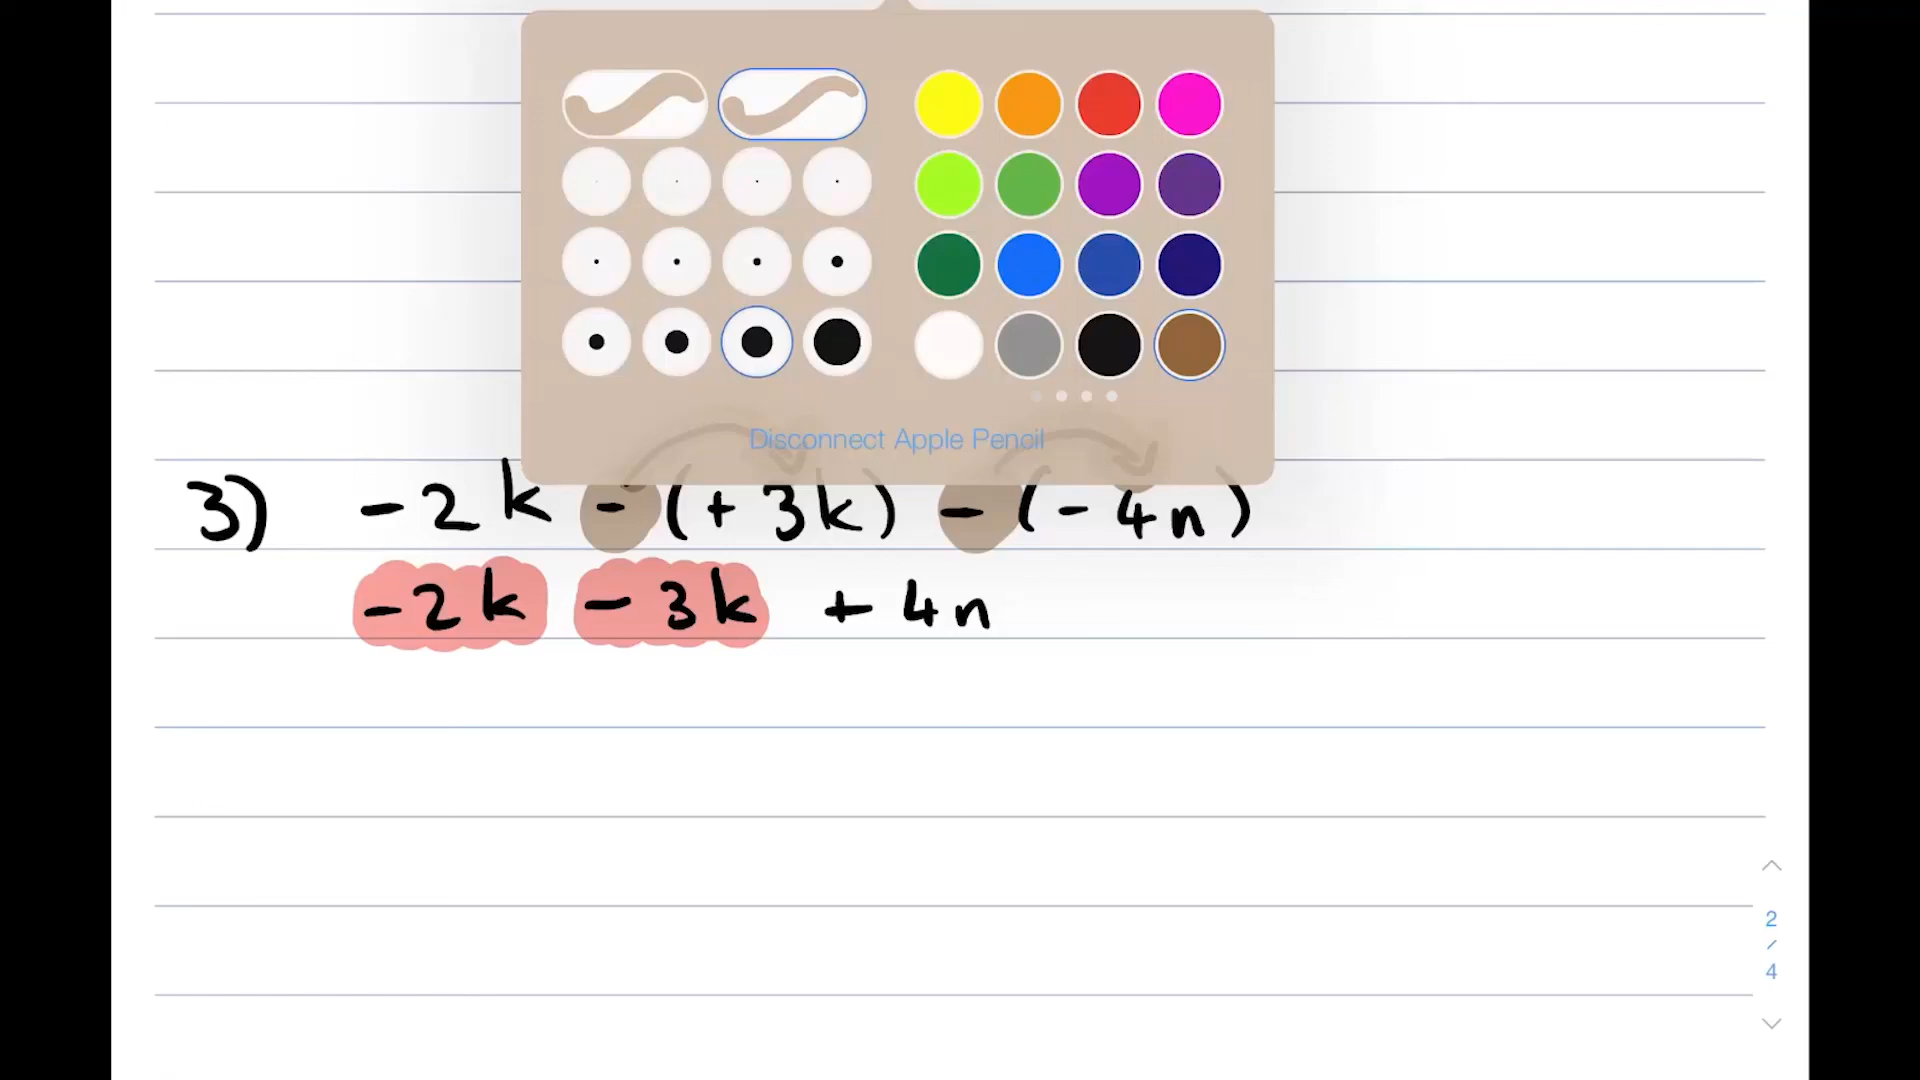 Disconnect Apple Pencil
3) -2k -(+3k) -(-4n)
-2k -3k +4n
2
/
4